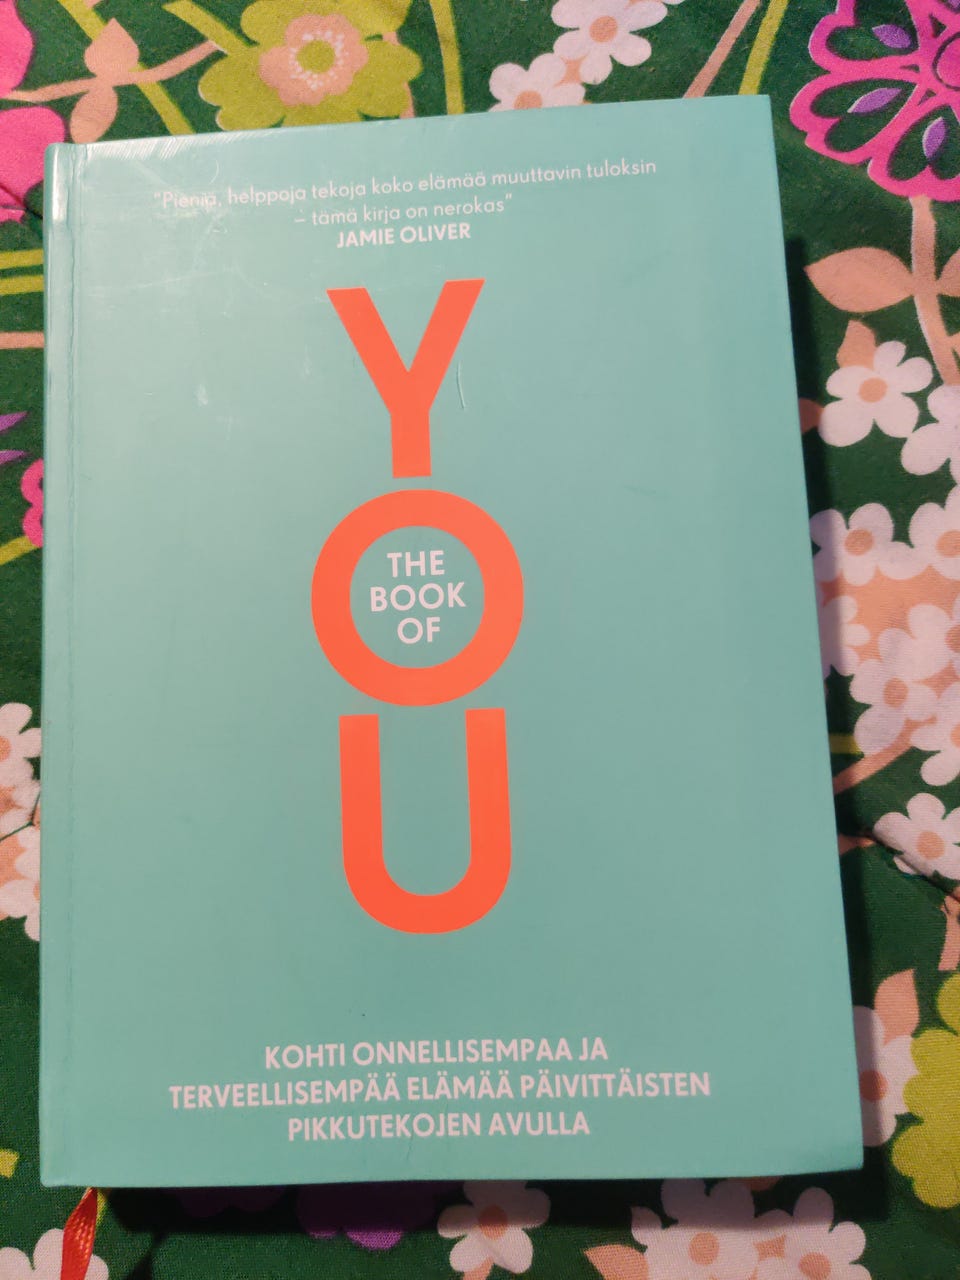 "Pieniä, helppoja tekoja koko elämää muuttavin tuloksin
– tämä kirja on nerokas"
JAMIE OLIVER
Y
O
THE
BOOK
OF
U
KOHTI ONNELLISEMPAA JA
TERVEELLISEMPÄÄ ELÄMÄÄ PÄIVITTÄISTEN
PIKKUTEKOJEN AVULLA